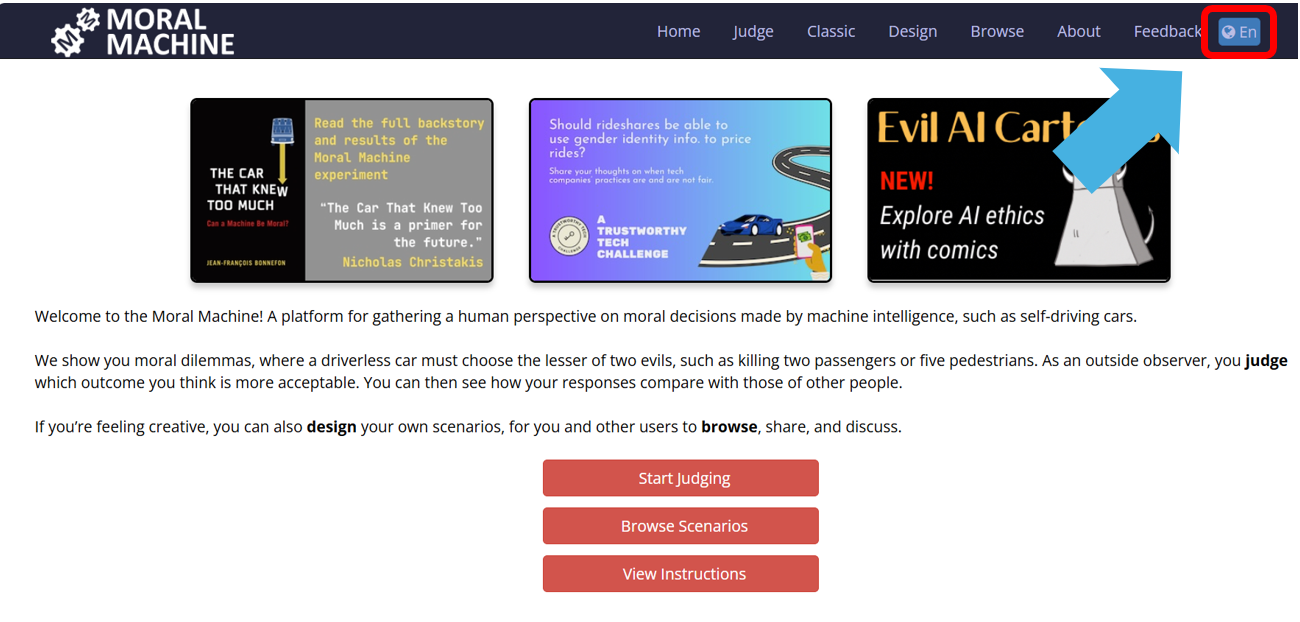 MORAL
MACHINE
Home Judge Classic Design Browse About Feedback En
THE CAR
THAT KNEW
TOO MUCH
Can a Machine Be Moral?
JEAN-FRANÇOIS BONNEFON
Read the full backstory
and results of the
Moral Machine
experiment
"The Car That Knew Too
Much is a primer for
the future."
Nicholas Christakis
Should rideshares be able to
use gender identity info. to price
rides?
Share your thoughts on when tech
companies' practices are and are not fair.
A
TRUSTWORTHY
TECH
CHALLENGE
Evil AI
NEW!
Explore AI ethics
with comics
Welcome to the Moral Machine! A platform for gathering a human perspective on moral decisions made by machine intelligence, such as self-driving cars.
We show you moral dilemmas, where a driverless car must choose the lesser of two evils, such as killing two passengers or five pedestrians. As an outside observer, you judge
which outcome you think is more acceptable. You can then see how your responses compare with those of other people.
If you’re feeling creative, you can also design your own scenarios, for you and other users to browse, share, and discuss.
Start Judging
Browse Scenarios
View Instructions